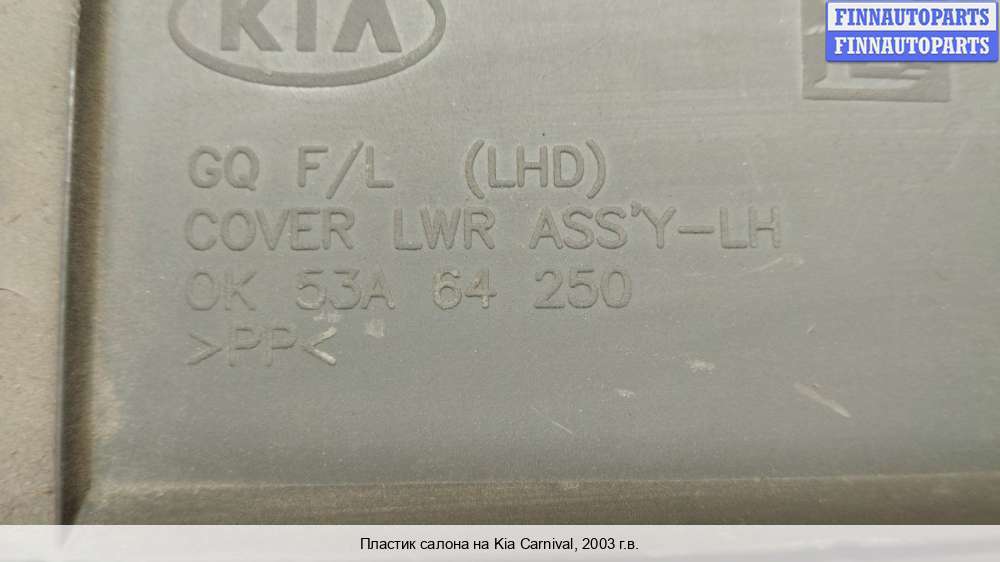 FINNAUTOPARTS
FINNAUTOPARTS
KIA
GQ F/L (LHD)
COVER LWR ASS'Y-LH
OK 53A 64 250
>PP<
Пластик салона на Kia Carnival, 2003 г.в.